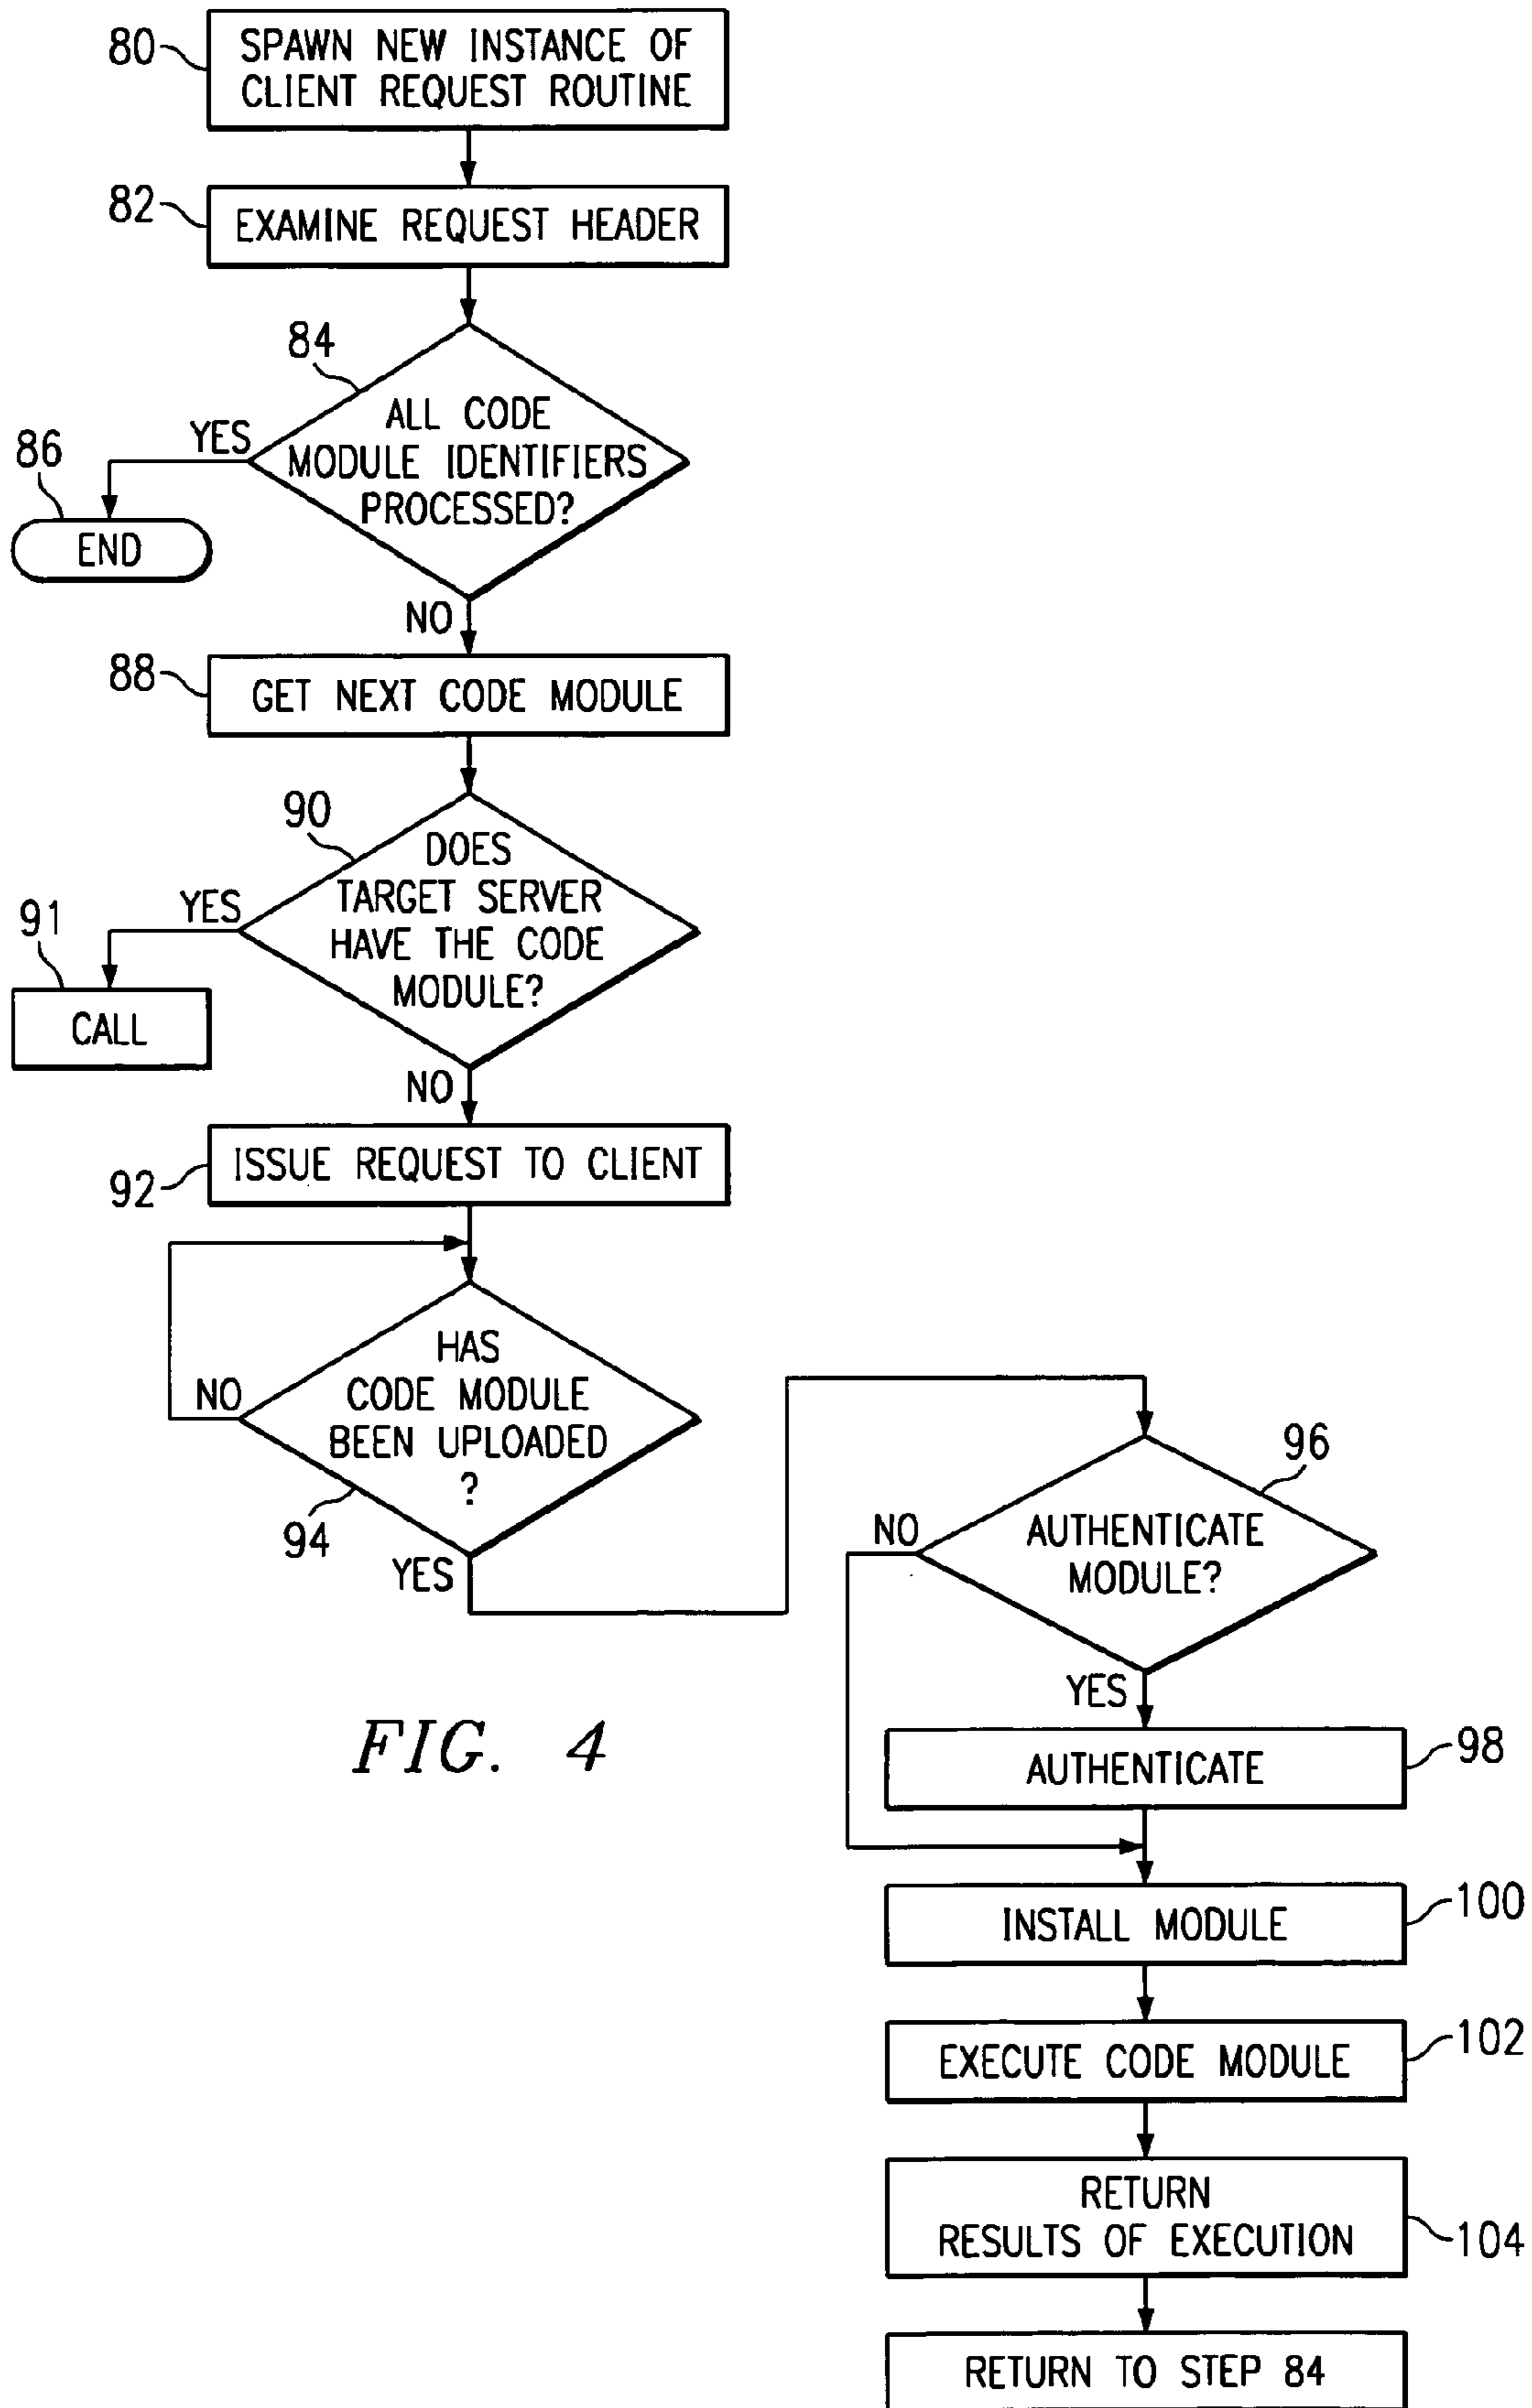 80
SPAWN NEW INSTANCE OF
CLIENT REQUEST ROUTINE
82
EXAMINE REQUEST HEADER
84
ALL CODE
MODULE IDENTIFIERS
PROCESSED?
YES
86
END
NO
88
GET NEXT CODE MODULE
90
DOES
TARGET SERVER
HAVE THE CODE
MODULE?
YES
91
CALL
NO
92
ISSUE REQUEST TO CLIENT
HAS
CODE MODULE
BEEN UPLOADED
?
NO
94
YES
96
AUTHENTICATE
MODULE?
NO
YES
98
AUTHENTICATE
100
INSTALL MODULE
102
EXECUTE CODE MODULE
RETURN
RESULTS OF EXECUTION
104
RETURN TO STEP 84
FIG. 4